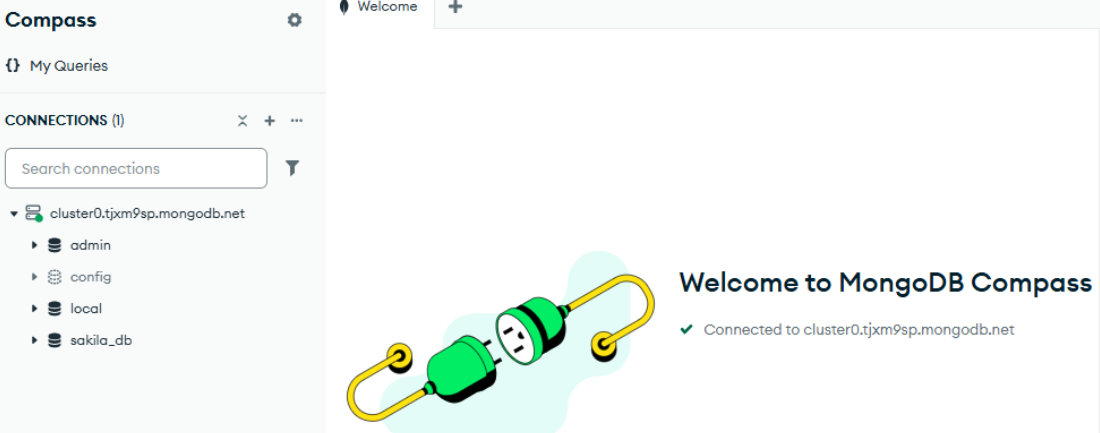 Compass
{} My Queries
CONNECTIONS (1)
Search connections
cluster0.tjxm9sp.mongodb.net
admin
config
local
sakila_db
Welcome
Welcome to MongoDB Compass
Connected to cluster0.tjxm9sp.mongodb.net